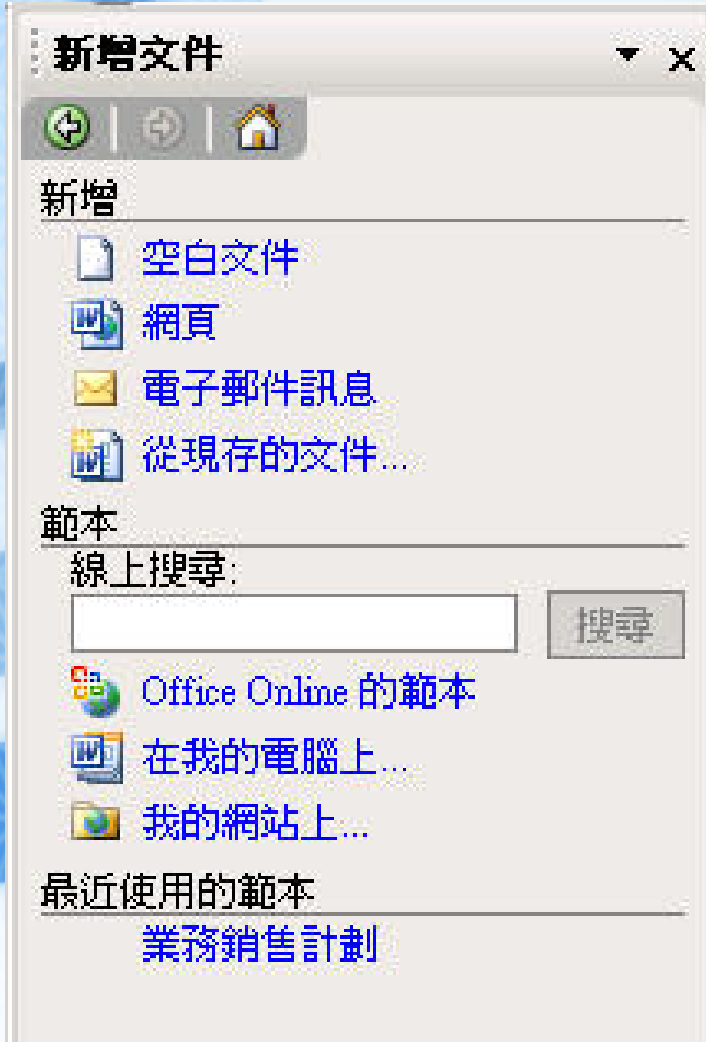 新增文件
新增
空白文件
網頁
電子郵件訊息
從現存的文件...
範本
線上搜尋:
搜尋
Office Online 的範本
在我的電腦上...
我的網站上...
最近使用的範本
業務銷售計劃